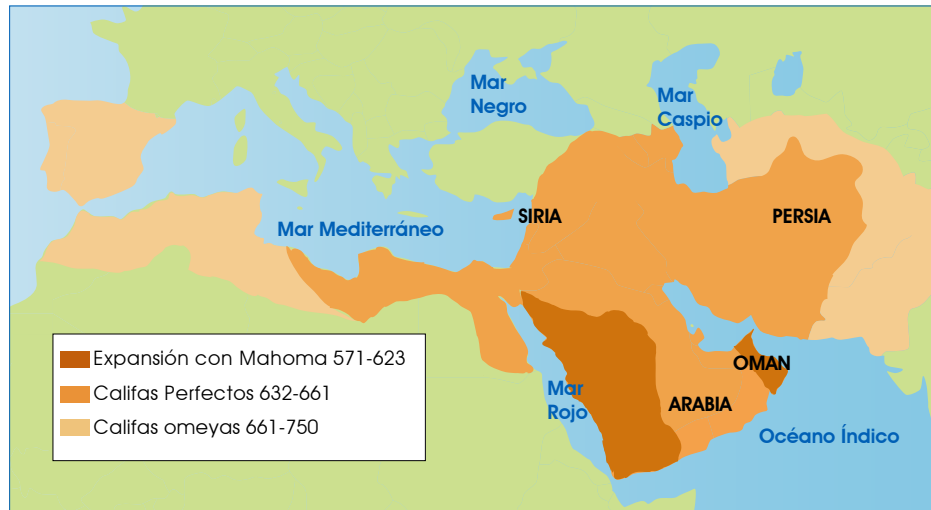 Mar
Negro
Mar
Caspio
SIRIA
PERSIA
Mar Mediterráneo
Expansión con Mahoma 571-623
Califas Perfectos 632-661
Califas omeyas 661-750
OMAN
Mar
Rojo
ARABIA
Océano Índico